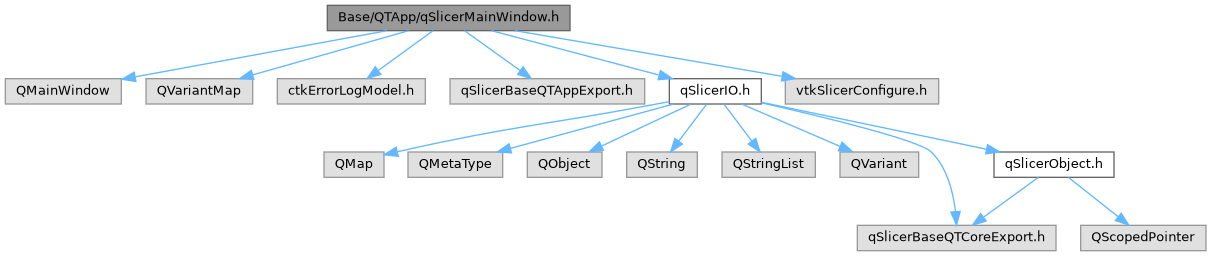 Base/QTApp/qSlicerMainWindow.h
QMainWindow
QVariantMap
ctkErrorLogModel.h
qSlicerBaseQTAppExport.h
qSlicerIO.h
vtkSlicerConfigure.h
QMap
QMetaType
QObject
QString
QStringList
QVariant
qSlicerObject.h
qSlicerBaseQTCoreExport.h
QScopedPointer